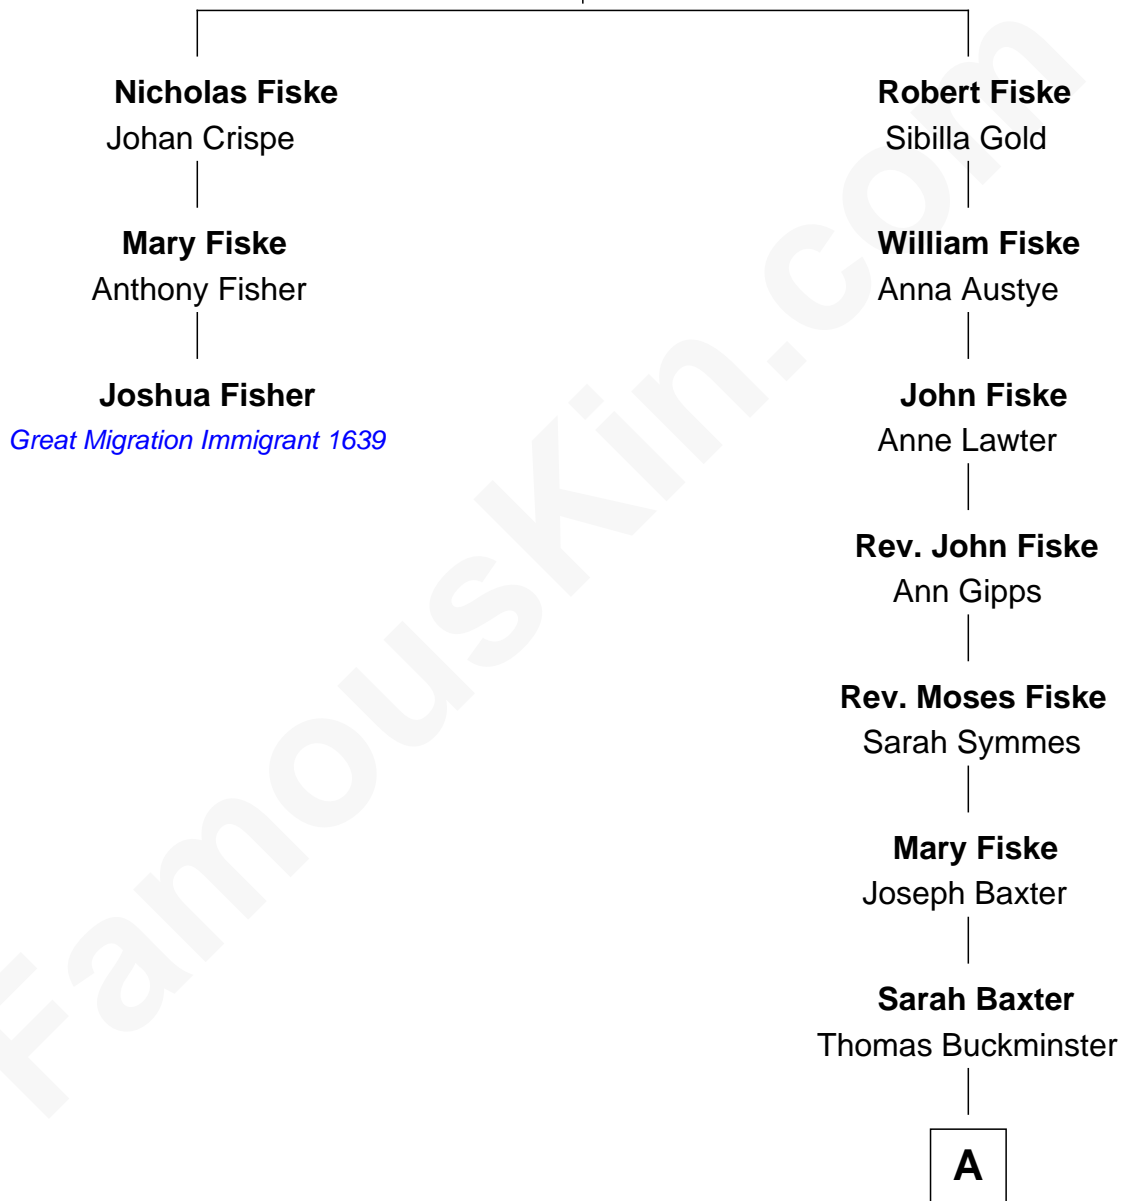 Nicholas Fiske
Johan Crispe
Mary Fiske
Anthony Fisher
Joshua Fisher
Great Migration Immigrant 1639
Robert Fiske
Sibilla Gold
William Fiske
Anna Austye
John Fiske
Anne Lawter
Rev. John Fiske
Ann Gipps
Rev. Moses Fiske
Sarah Symmes
Mary Fiske
Joseph Baxter
Sarah Baxter
Thomas Buckminster
A
FamousKin.com